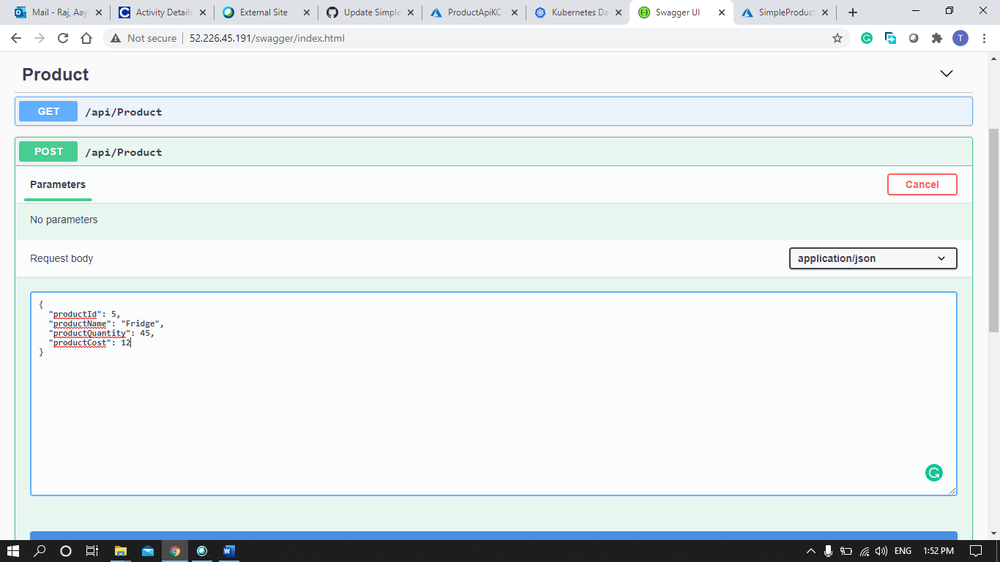 Mail - Raj, Aay
Activity Details
External Site
Update Simple
ProductApiKC
Kubernetes Da
Swagger UI
SimpleProduct
Not secure | 52.226.45.191/swagger/index.html
T
Product
GET /api/Product
POST /api/Product
Parameters
Cancel
No parameters
Request body
application/json
{
"productId": 5,
"productName": "Fridge",
"productQuantity": 45,
"productCost": 12
}
ENG
1:52 PM